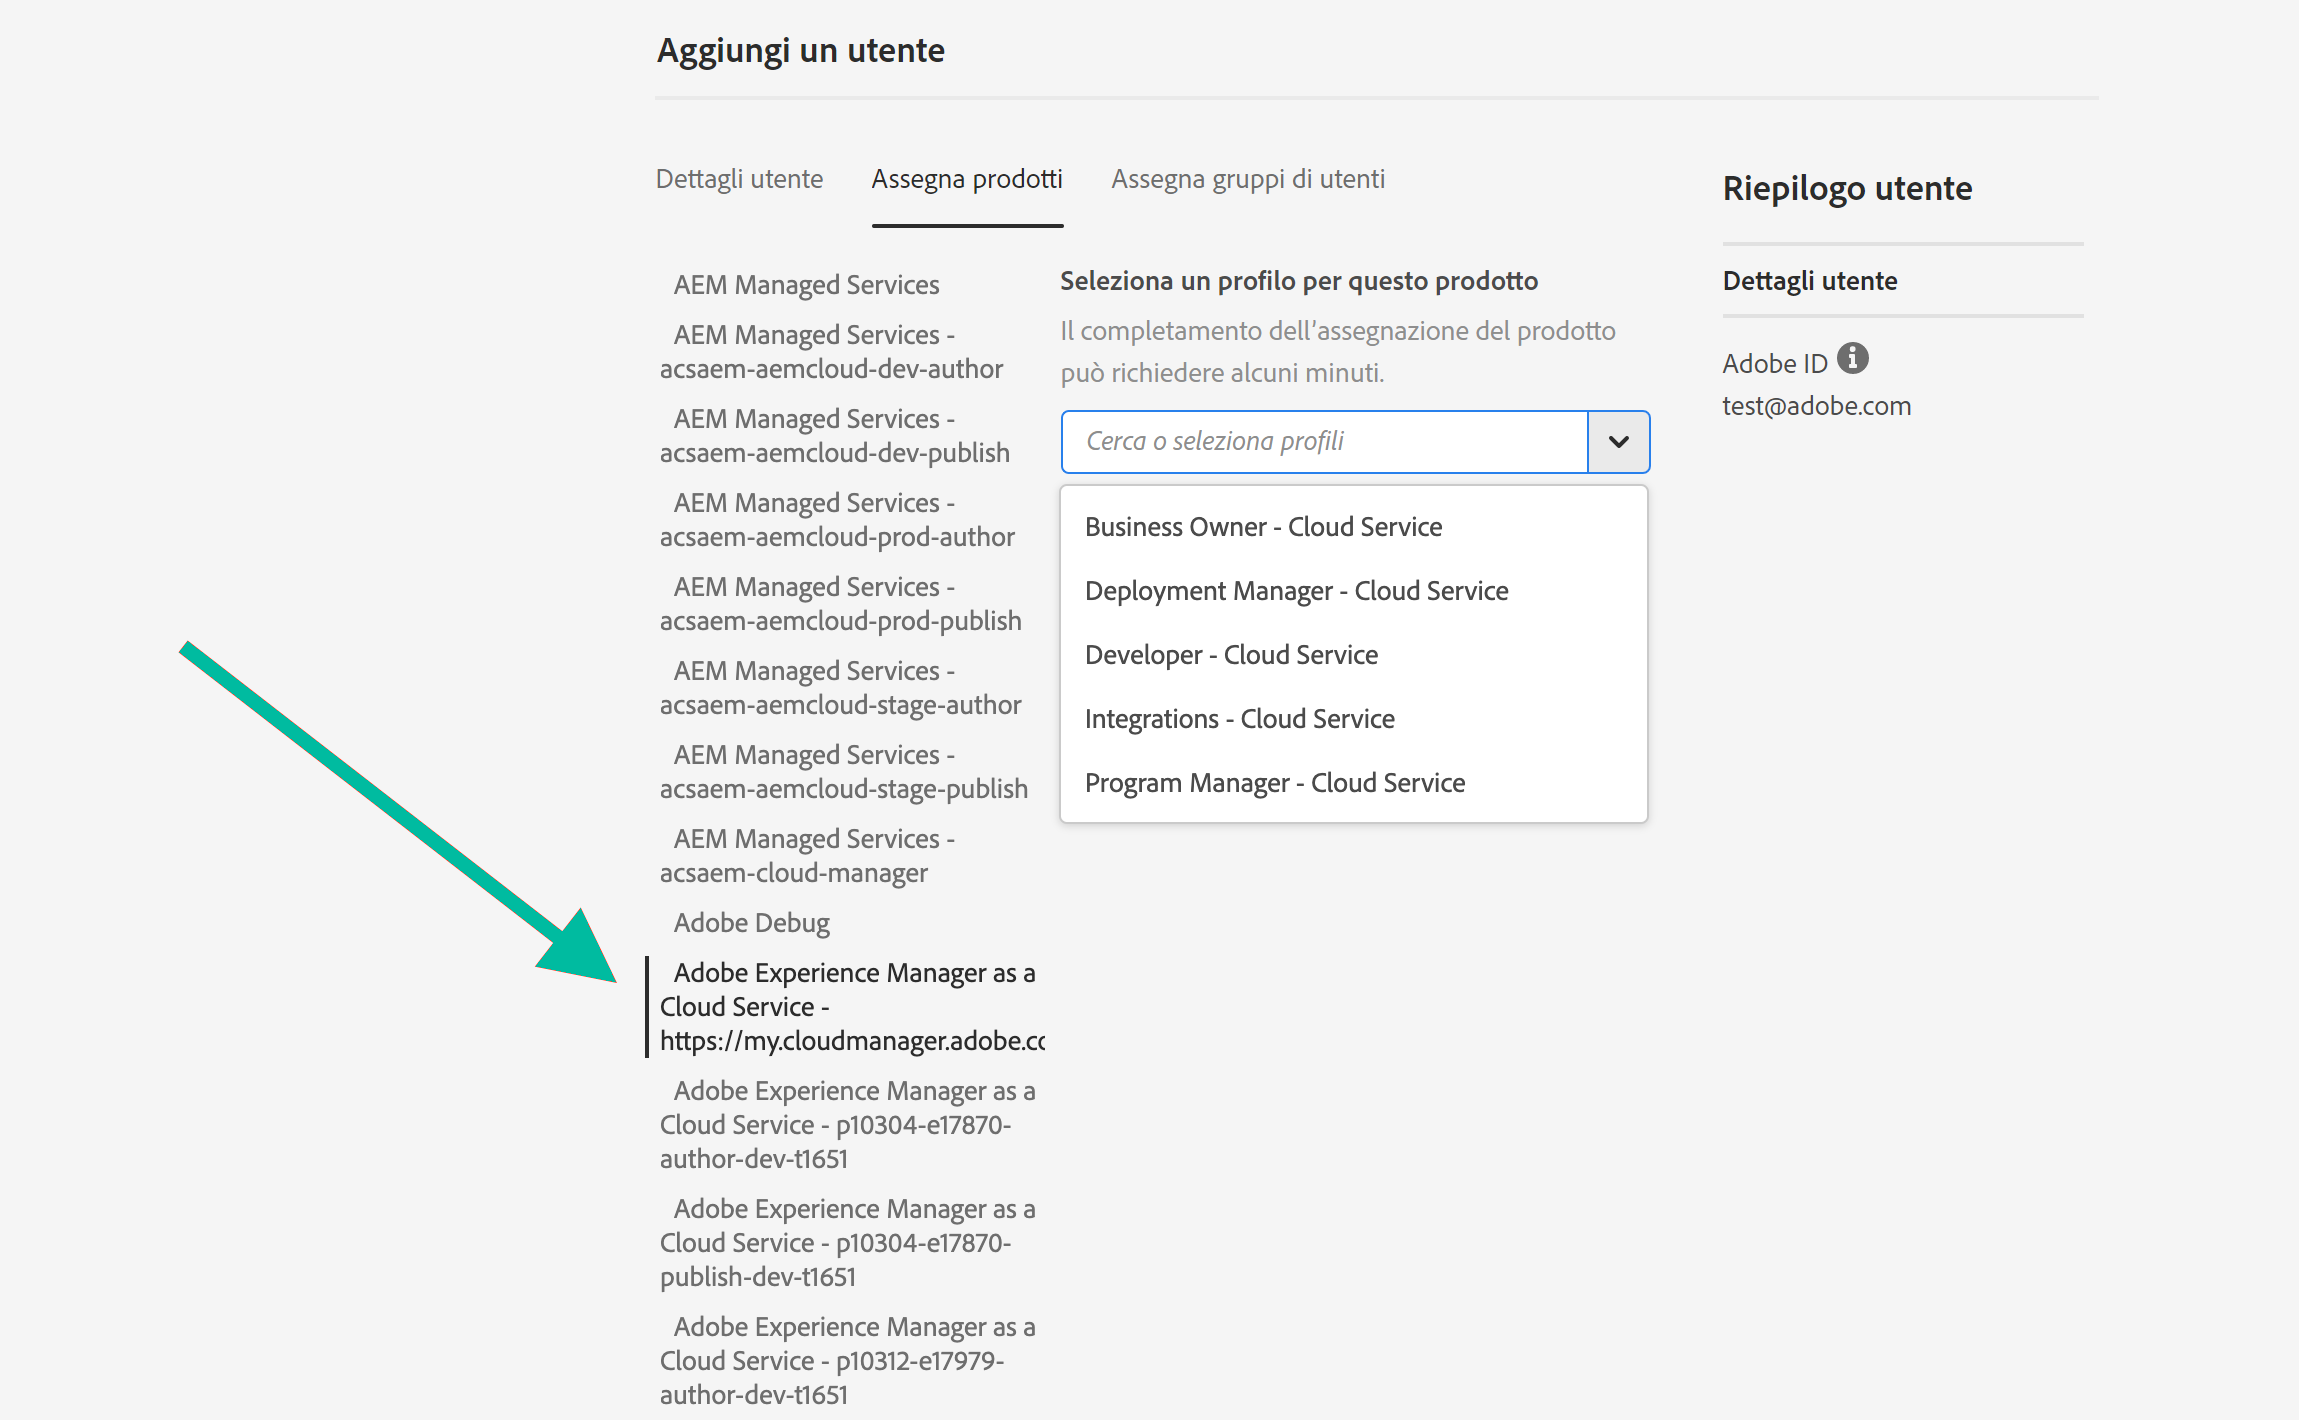 Aggiungi un utente
Dettagli utente
Assegna prodotti
Assegna gruppi di utenti
AEM Managed Services
AEM Managed Services -
acsaem-aemcloud-dev-author
AEM Managed Services -
acsaem-aemcloud-dev-publish
AEM Managed Services -
acsaem-aemcloud-prod-author
AEM Managed Services -
acsaem-aemcloud-prod-publish
AEM Managed Services -
acsaem-aemcloud-stage-author
AEM Managed Services -
acsaem-aemcloud-stage-publish
AEM Managed Services -
acsaem-cloud-manager
Adobe Debug
Adobe Experience Manager as a
Cloud Service -
https://my.cloudmanager.adobe.co
Adobe Experience Manager as a
Cloud Service - p10304-e17870-
author-dev-t1651
Adobe Experience Manager as a
Cloud Service - p10304-e17870-
publish-dev-t1651
Adobe Experience Manager as a
Cloud Service - p10312-e17979-
author-dev-t1651
Seleziona un profilo per questo prodotto
Il completamento dell’assegnazione del prodotto
può richiedere alcuni minuti.
Cerca o seleziona profili
Business Owner - Cloud Service
Deployment Manager - Cloud Service
Developer - Cloud Service
Integrations - Cloud Service
Program Manager - Cloud Service
Riepilogo utente
Dettagli utente
Adobe ID
test@adobe.com